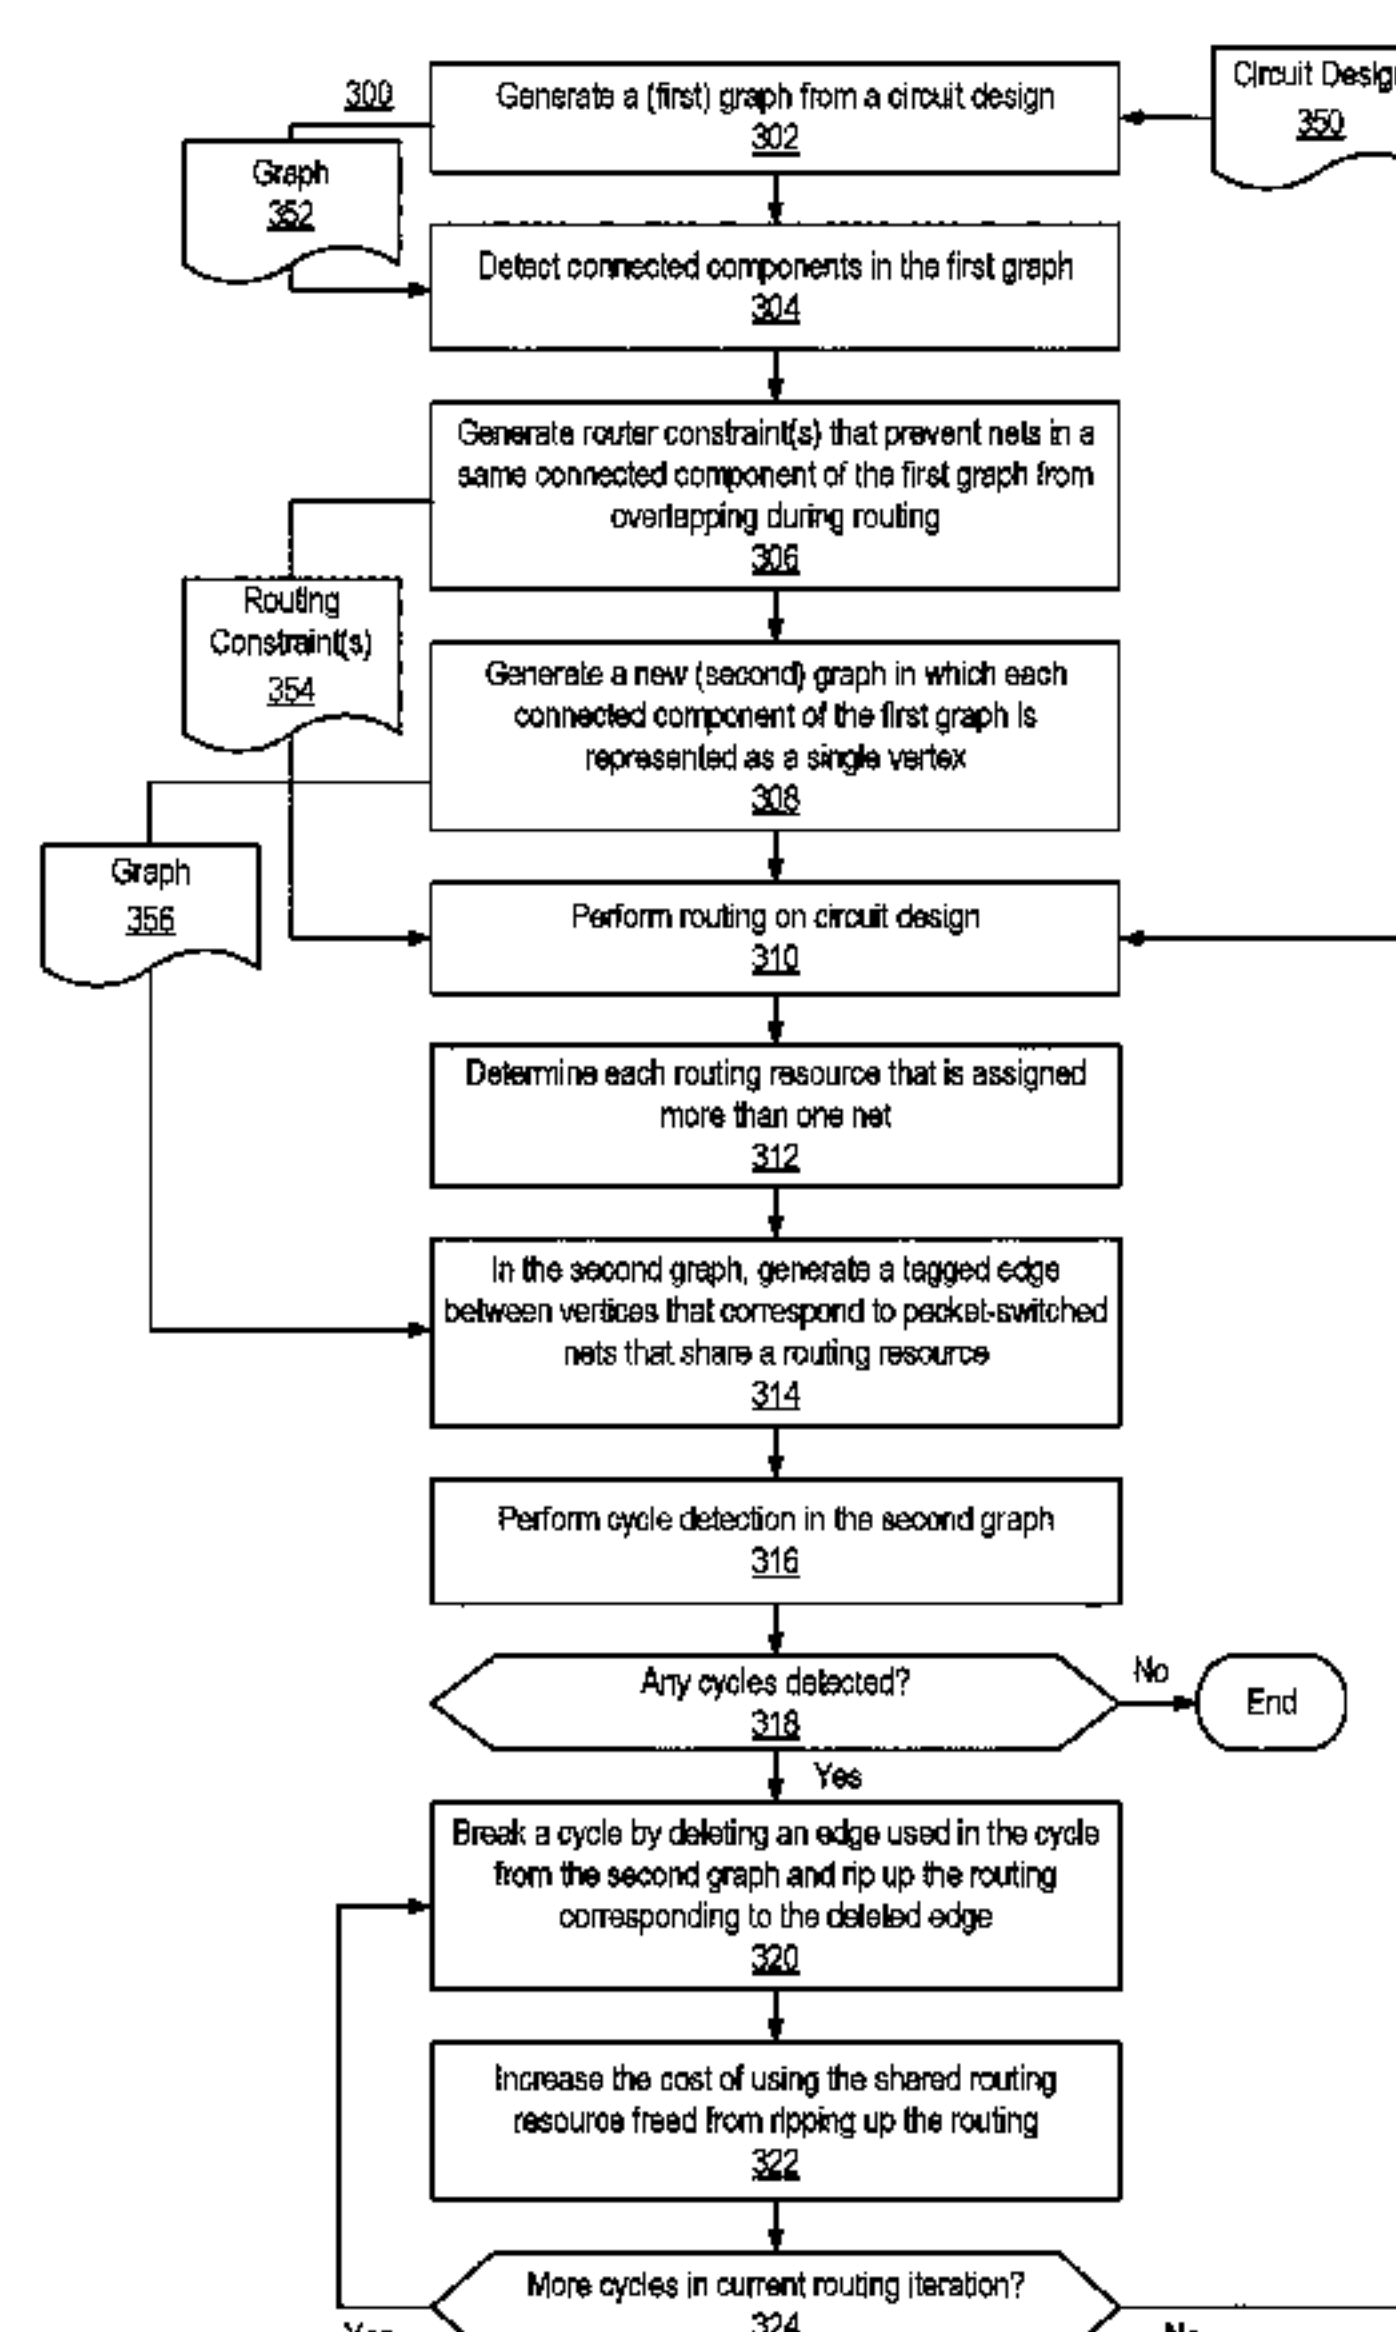 300
Generate a (first) graph from a circuit design
302
Circuit Desig
350
Graph
352
Detect connected components in the first graph
304
Generate router constraint(s) that prevent nets in a
same connected component of the first graph from
overlapping during routing
306
Routing
Constraint(s)
354
Generate a new (second) graph in which each
connected component of the first graph is
represented as a single vertex
308
Graph
356
Perform routing on circuit design
310
Determine each routing resource that is assigned
more than one net
312
In the second graph, generate a tagged edge
between vertices that correspond to packet-switched
nets that share a routing resource
314
Perform cycle detection in the second graph
316
Any cycles detected?
318
No
End
Yes
Break a cycle by deleting an edge used in the cycle
from the second graph and rip up the routing
corresponding to the deleted edge
320
Increase the cost of using the shared routing
resource freed from ripping up the routing
322
More cycles in current routing iteration?
324
Yes
No